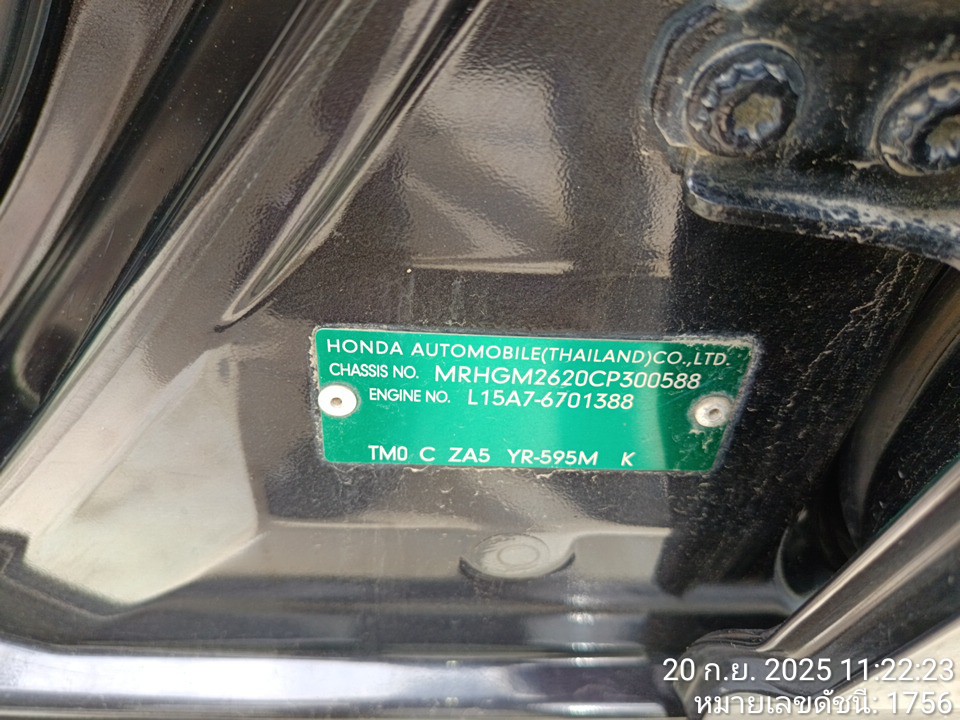 HONDA AUTOMOBILE(THAILAND)CO.,LTD.
CHASSIS NO. MRHGM2620CP300588
ENGINE NO. L15A7-6701388
TM0 C ZA5 YR-595M K
20 ก.ย. 2025 11:22:23
หมายเลขดัชนี: 1756